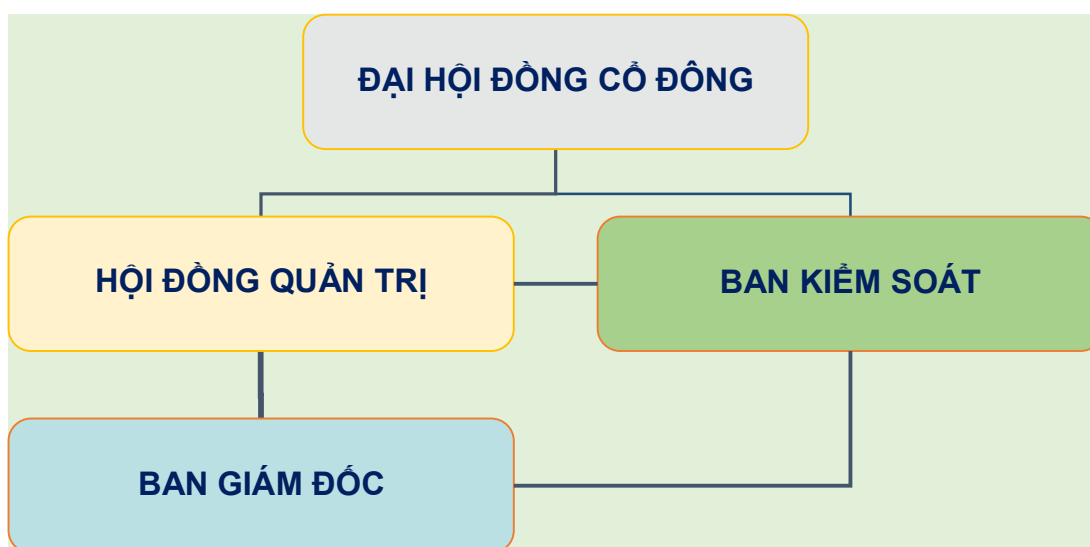 ĐẠI HỘI ĐỒNG CỔ ĐÔNG
HỘI ĐỒNG QUẢN TRỊ
BAN KIỂM SOÁT
BAN GIÁM ĐỐC